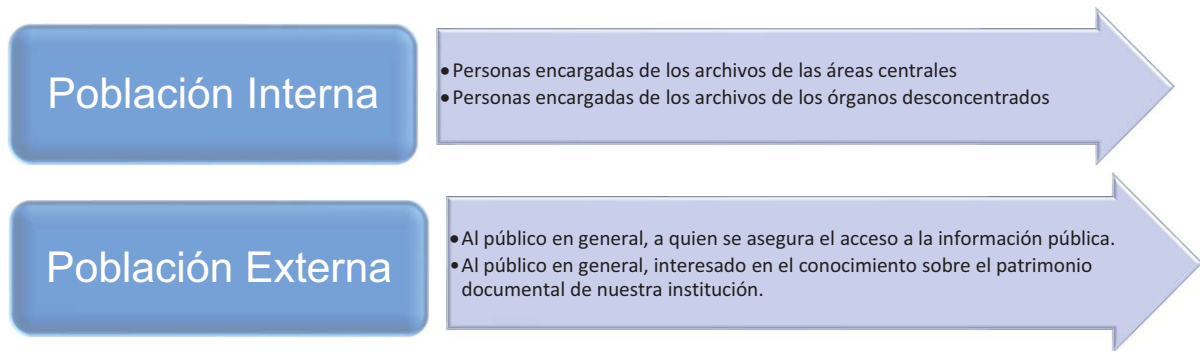 Población Interna
• Personas encargadas de los archivos de las áreas centrales
• Personas encargadas de los archivos de los órganos desconcentrados
Población Externa
• Al público en general, a quien se asegura el acceso a la información pública.
• Al público en general, interesado en el conocimiento sobre el patrimonio
documental de nuestra institución.